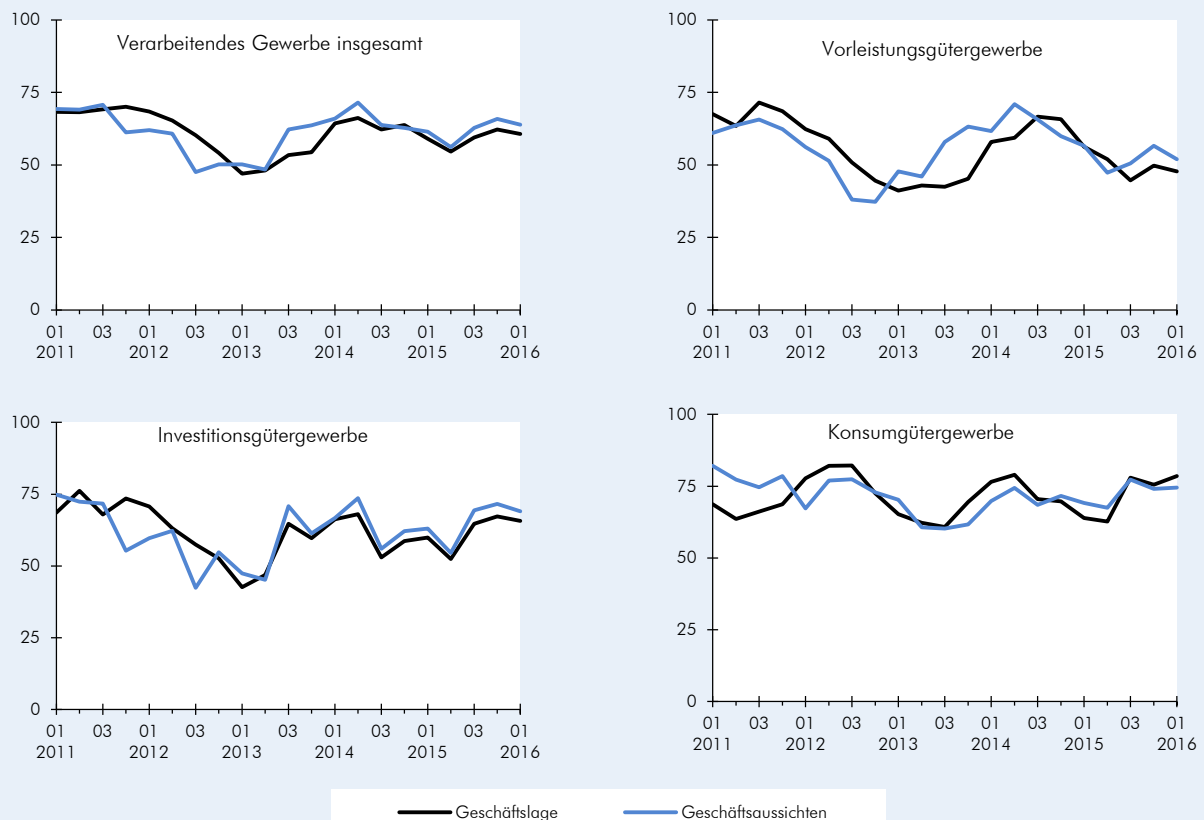 Verarbeitendes Gewerbe insgesamt
100
75
50
25
0
01 03 01 03 01 03 01 03 01 03 01
2011 2012 2013 2014 2015 2016
Vorleistungsgütergewerbe
100
75
50
25
0
01 03 01 03 01 03 01 03 01 03 01
2011 2012 2013 2014 2015 2016
Investitionsgütergewerbe
100
75
50
25
0
01 03 01 03 01 03 01 03 01 03 01
2011 2012 2013 2014 2015 2016
Konsumgütergewerbe
100
75
50
25
0
01 03 01 03 01 03 01 03 01 03 01
2011 2012 2013 2014 2015 2016
Geschäftslage Geschäftsaussichten